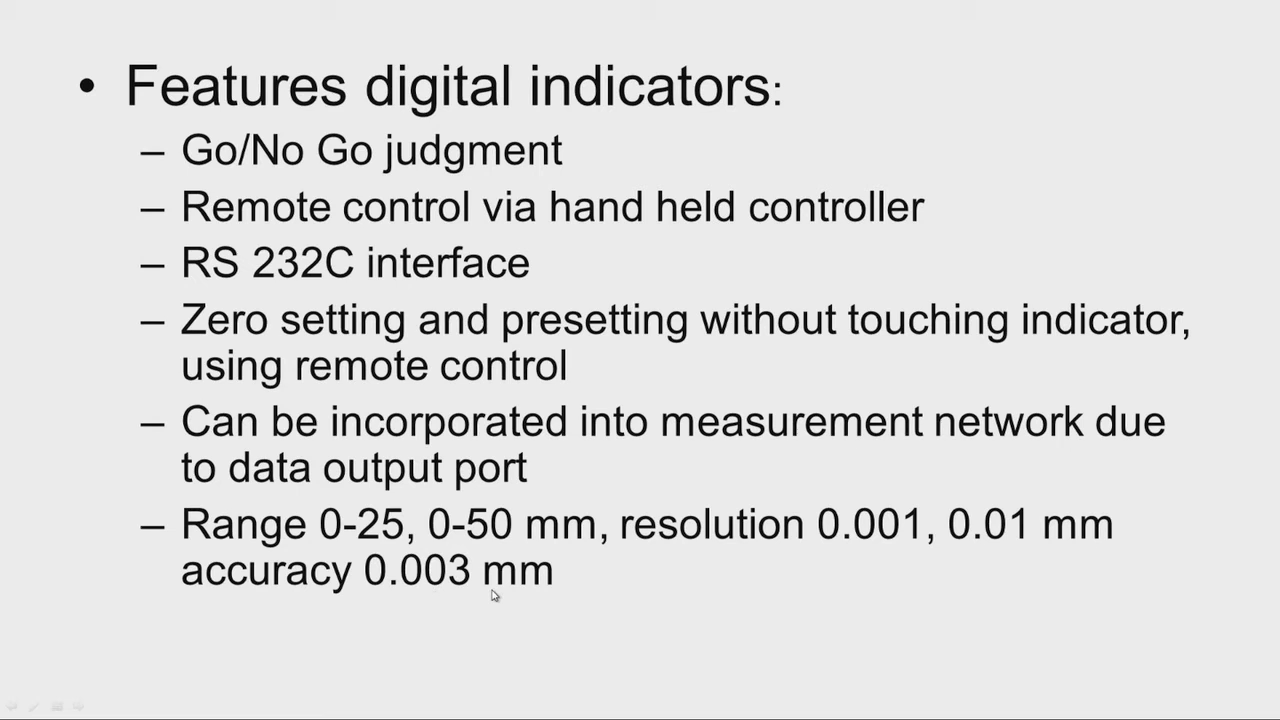 • Features digital indicators:
– Go/No Go judgment
– Remote control via hand held controller
– RS 232C interface
– Zero setting and presetting without touching indicator,
using remote control
– Can be incorporated into measurement network due
to data output port
– Range 0-25, 0-50 mm, resolution 0.001, 0.01 mm
accuracy 0.003 mm